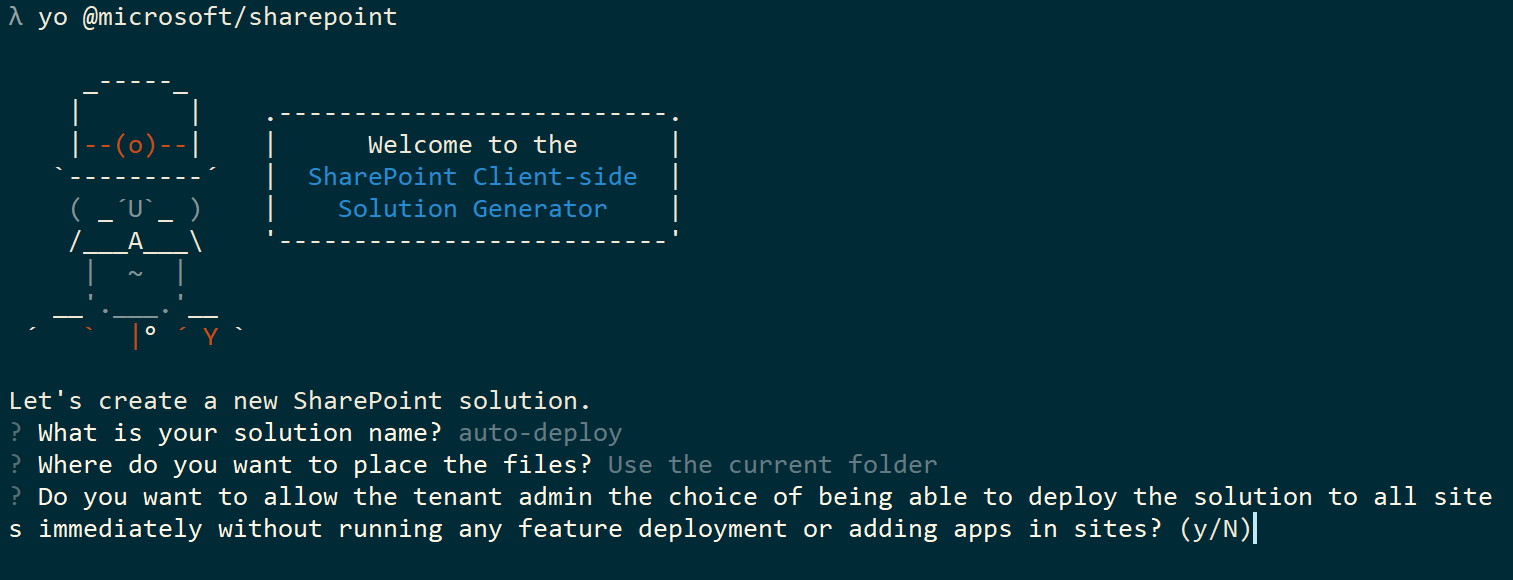 λ yo @microsoft/sharepoint
     _-----_
    |       |    .--------------------------.
    |--(o)--|    |      Welcome to the      |
   `---------´   |  SharePoint Client-side  |
    ( _´U`_ )    |    Solution Generator    |
    /___A___\    '--------------------------'
     |  ~  |
   __'.___.'__
 ´   `  |° ´ Y `
Let's create a new SharePoint solution.
? What is your solution name? auto-deploy
? Where do you want to place the files? Use the current folder
? Do you want to allow the tenant admin the choice of being able to deploy the solution to all site
s immediately without running any feature deployment or adding apps in sites? (y/N)